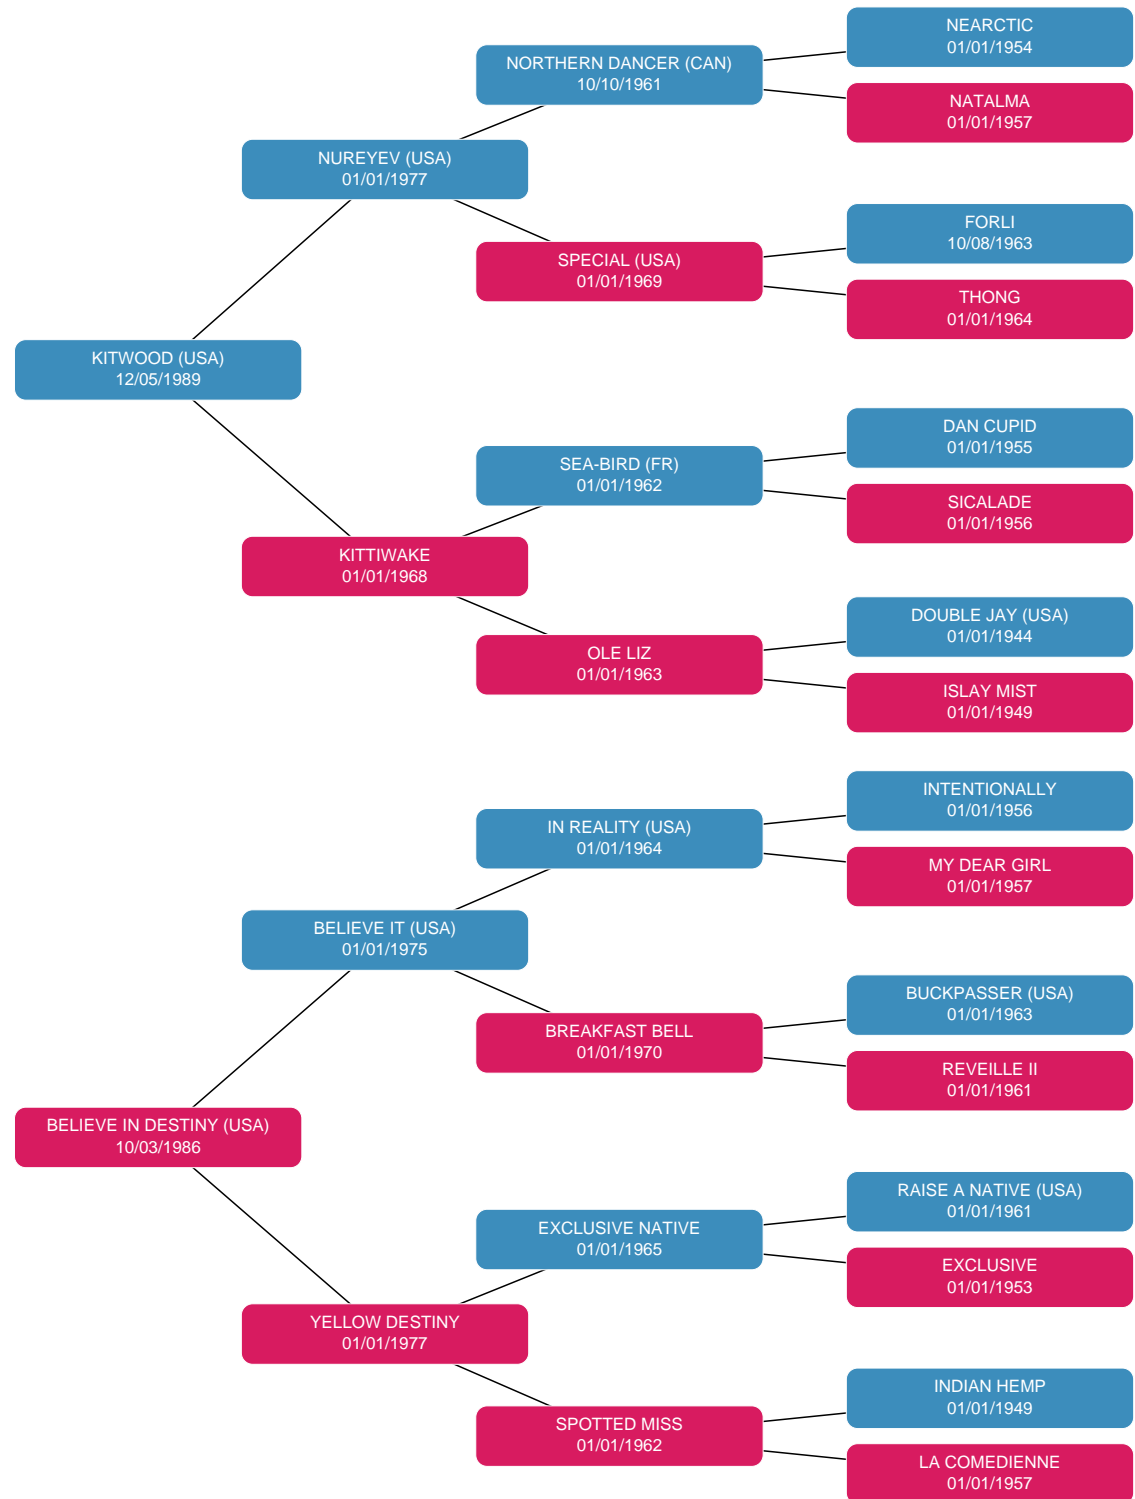 NEARCTIC
01/01/1954
NORTHERN DANCER (CAN)
10/10/1961
NATALMA
01/01/1957
NUREYEV (USA)
01/01/1977
FORLI
10/08/1963
SPECIAL (USA)
01/01/1969
THONG
01/01/1964
KITWOOD (USA)
12/05/1989
DAN CUPID
01/01/1955
SEA-BIRD (FR)
01/01/1962
SICALADE
01/01/1956
KITTIWAKE
01/01/1968
DOUBLE JAY (USA)
01/01/1944
OLE LIZ
01/01/1963
ISLAY MIST
01/01/1949
INTENTIONALLY
01/01/1956
IN REALITY (USA)
01/01/1964
MY DEAR GIRL
01/01/1957
BELIEVE IT (USA)
01/01/1975
BUCKPASSER (USA)
01/01/1963
BREAKFAST BELL
01/01/1970
REVEILLE II
01/01/1961
BELIEVE IN DESTINY (USA)
10/03/1986
RAISE A NATIVE (USA)
01/01/1961
EXCLUSIVE NATIVE
01/01/1965
EXCLUSIVE
01/01/1953
YELLOW DESTINY
01/01/1977
INDIAN HEMP
01/01/1949
SPOTTED MISS
01/01/1962
LA COMEDIENNE
01/01/1957